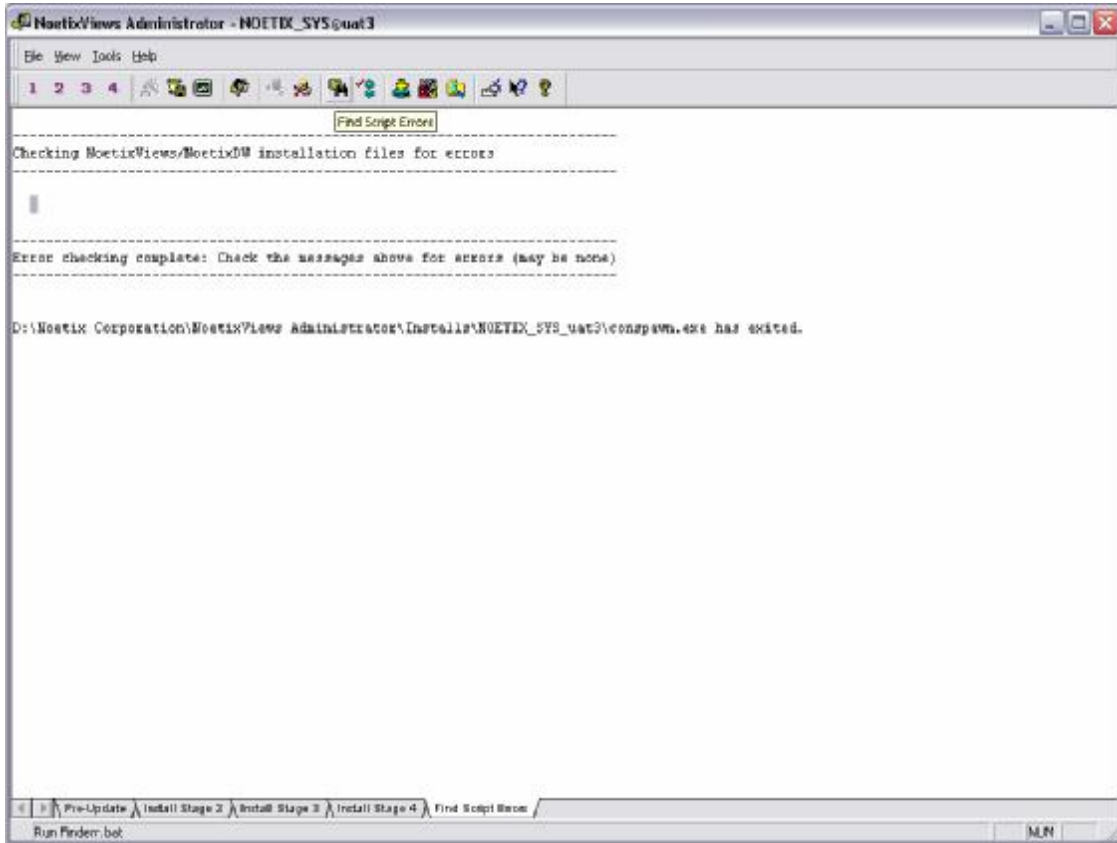 NoetixViews Administrator - NOETIX_SYS@uat3
File View Tools Help
1 2 3 4
Find Script Errors
Checking NoetixViews/NoetixDW installation files for errors
Error checking complete: Check the messages above for errors (may be none)
D:\Noetix Corporation\NoetixViews Administrator\Installs\NOETIX_SYS_uat3\conspawn.exe has exited.
Pre-Update Install Stage 2 Install Stage 3 Install Stage 4 Find Script Errors
Run Finderr.bat NUM